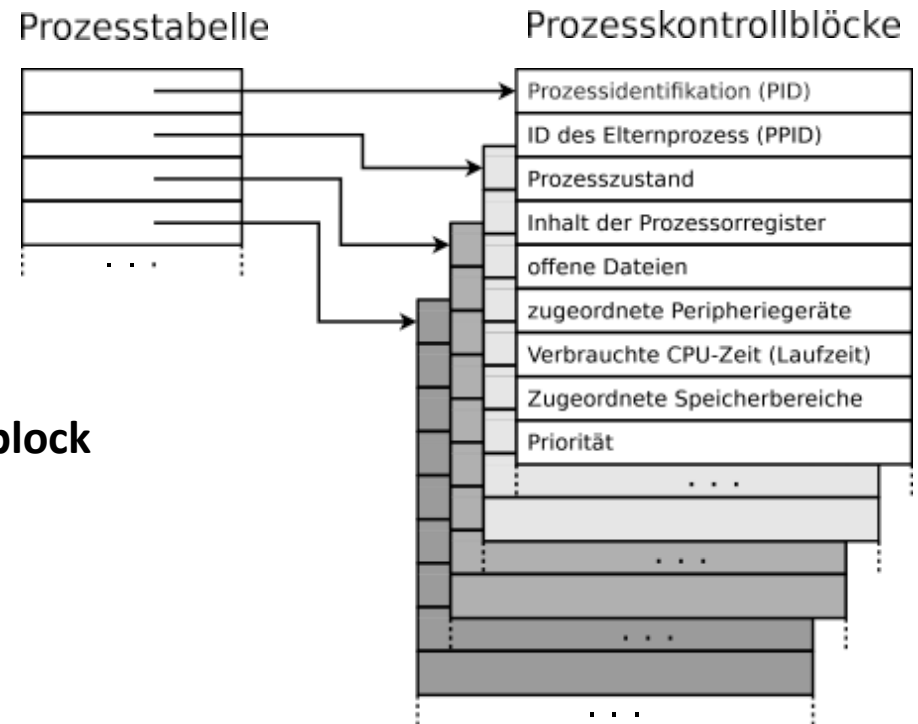 Prozesstabelle
Prozesskontrollblöcke
Prozessidentifikation (PID)
ID des Elternprozess (PPID)
Prozesszustand
Inhalt der Prozessorregister
offene Dateien
zugeordnete Peripheriegeräte
Verbrauchte CPU-Zeit (Laufzeit)
Zugeordnete Speicherbereiche
Priorität
. . .
. . .
. . .
. . .
. . .
block